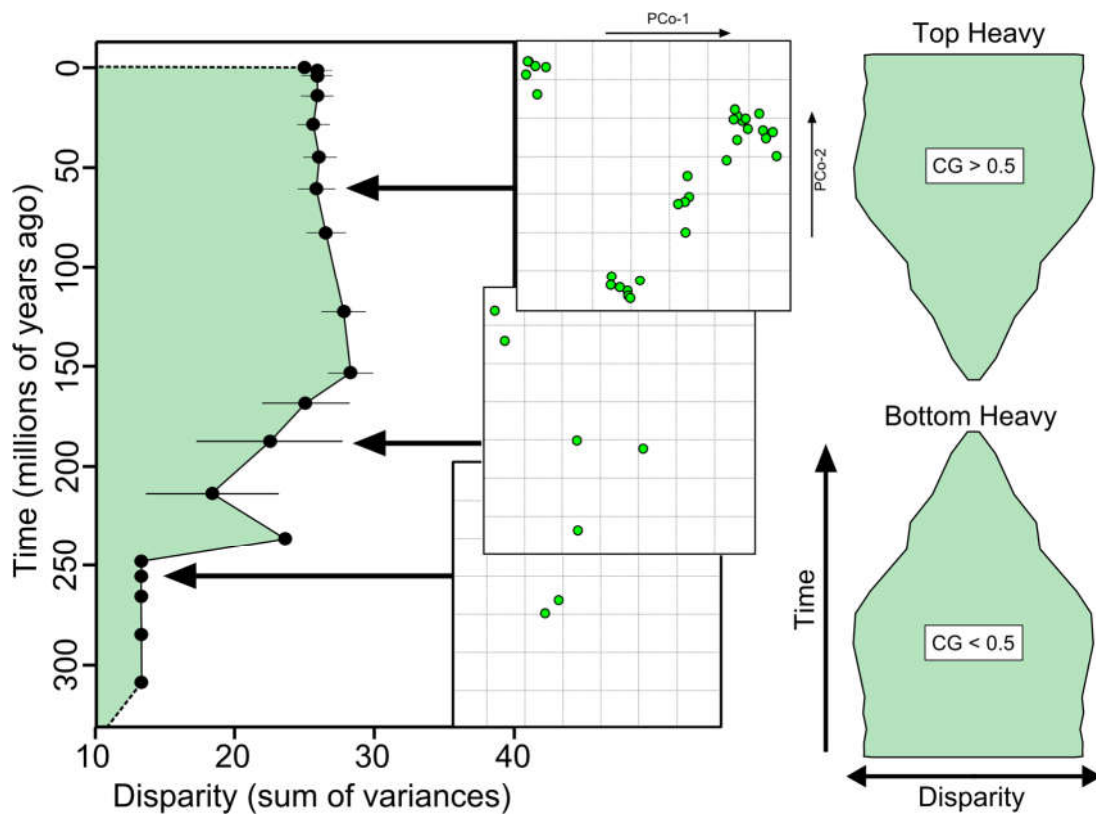 PCo-1
PCo-2
0
50
100
150
200
250
300
Time (millions of years ago)
10
20
30
40
Disparity (sum of variances)
Top Heavy
CG > 0.5
Bottom Heavy
CG < 0.5
Time
Disparity